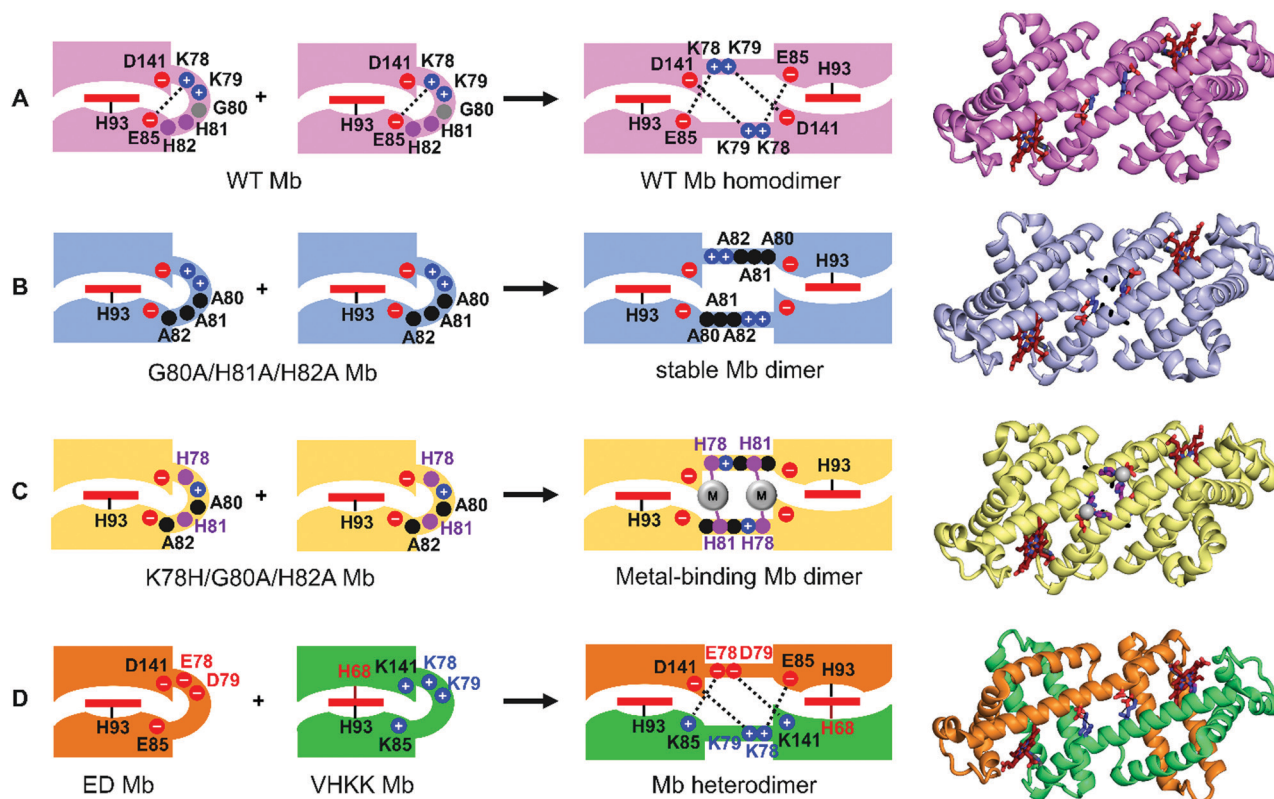 A
D141
K78
K79
G80
H81
H82
E85
H93
+
D141
K78
K79
G80
H81
H82
E85
H93
K78 K79
D141
E85
H93
H93
E85
D141
K79 K78
WT Mb
WT Mb homodimer
B
H93
A80
A81
A82
+
H93
A80
A81
A82
A82 A80
A81
H93
A81
A80 A82
G80A/H81A/H82A Mb
stable Mb dimer
C
H78
A80
H81
A82
H93
+
H78
A80
H81
A82
H93
H78 H81
H93
M
M
H81 H78
K78H/G80A/H82A Mb
Metal-binding Mb dimer
D
D141
E78
D79
H93
E85
+
H68
K141
K78
K79
H93
K85
E78 D79
D141
E85
H93
H93
K85
K79
K78
K141
H68
ED Mb
VHKK Mb
Mb heterodimer